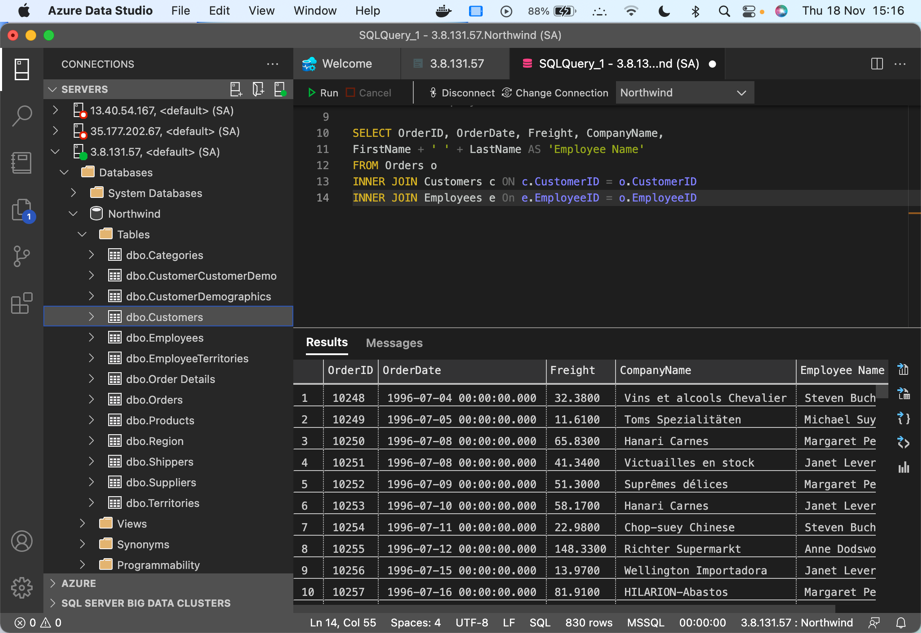 Azure Data Studio File Edit View Window Help 88% Thu 18 Nov 15:16
SQLQuery_1 - 3.8.131.57.Northwind (SA)
CONNECTIONS
Welcome
3.8.131.57
SQLQuery_1 - 3.8.13...nd (SA)
SERVERS
Run Cancel Disconnect Change Connection Northwind
13.40.54.167, <default> (SA)
35.177.202.67, <default> (SA)
3.8.131.57, <default> (SA)
Databases
System Databases
Northwind
Tables
dbo.Categories
dbo.CustomerCustomerDemo
dbo.CustomerDemographics
dbo.Customers
dbo.Employees
dbo.EmployeeTerritories
dbo.Order Details
dbo.Orders
dbo.Products
dbo.Region
dbo.Shippers
dbo.Suppliers
dbo.Territories
Views
Synonyms
Programmability
AZURE
SQL SERVER BIG DATA CLUSTERS
1
9
10 SELECT OrderID, OrderDate, Freight, CompanyName,
11 FirstName + ' ' + LastName AS 'Employee Name'
12 FROM Orders o
13 INNER JOIN Customers c ON c.CustomerID = o.CustomerID
14 INNER JOIN Employees e On e.EmployeeID = o.EmployeeID
Results Messages
OrderID OrderDate Freight CompanyName Employee Name
1 10248 1996-07-04 00:00:00.000 32.3800 Vins et alcools Chevalier Steven Buch
2 10249 1996-07-05 00:00:00.000 11.6100 Toms Spezialitäten Michael Suy
3 10250 1996-07-08 00:00:00.000 65.8300 Hanari Carnes Margaret Pe
4 10251 1996-07-08 00:00:00.000 41.3400 Victuailles en stock Janet Lever
5 10252 1996-07-09 00:00:00.000 51.3000 Suprêmes délices Margaret Pe
6 10253 1996-07-10 00:00:00.000 58.1700 Hanari Carnes Janet Lever
7 10254 1996-07-11 00:00:00.000 22.9800 Chop-suey Chinese Steven Buch
8 10255 1996-07-12 00:00:00.000 148.3300 Richter Supermarkt Anne Dodswo
9 10256 1996-07-15 00:00:00.000 13.9700 Wellington Importadora Janet Lever
10 10257 1996-07-16 00:00:00.000 81.9100 HILARION-Abastos Margaret Pe
0 0 Ln 14, Col 55 Spaces: 4 UTF-8 LF SQL 830 rows MSSQL 00:00:00 3.8.131.57 : Northwind